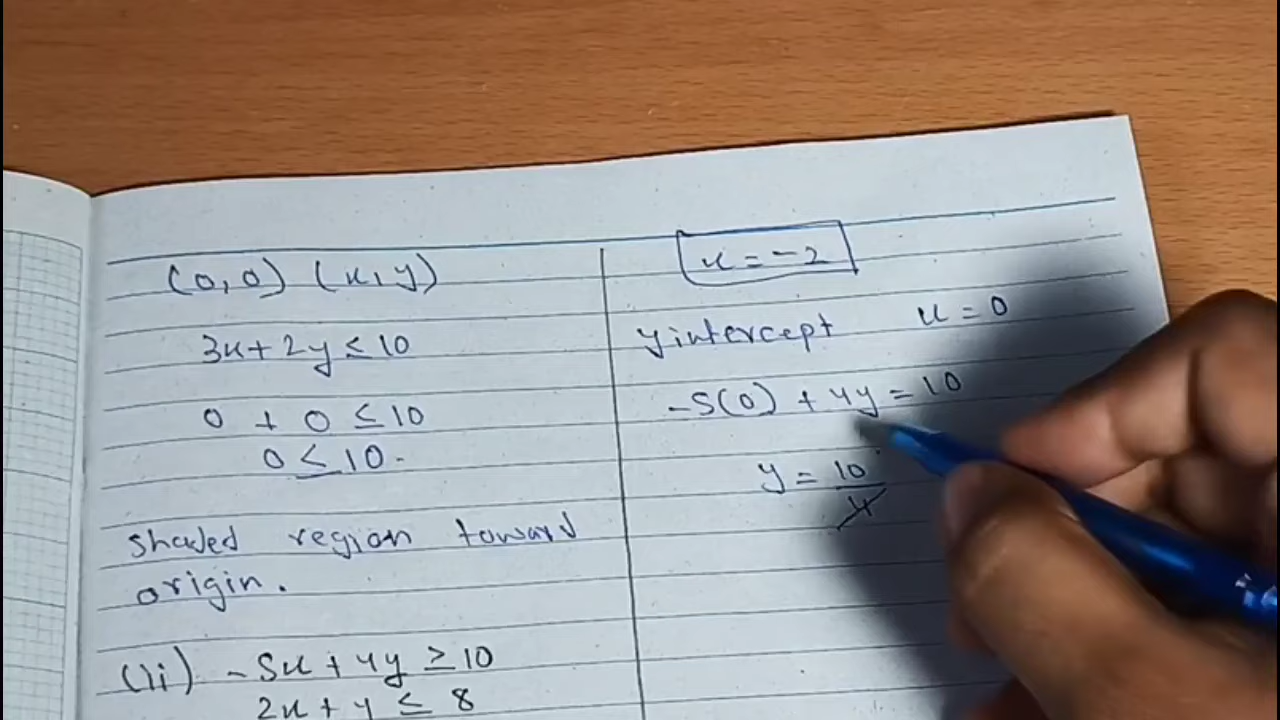 (0,0) (x,y)
3x + 2y ≤ 10
0 + 0 ≤ 10
0 ≤ 10.
shaded region toward
origin.
(ii) -5x + 4y ≥ 10
2x + y ≤ 8
x = -2
y intercept x = 0
-5(0) + 4y = 10
y = 10/4